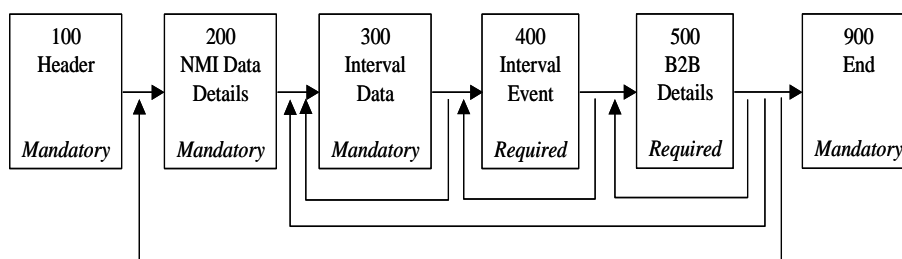 100
Header
Mandatory
200
NMI Data
Details
Mandatory
300
Interval
Data
Mandatory
400
Interval
Event
Required
500
B2B
Details
Required
900
End
Mandatory